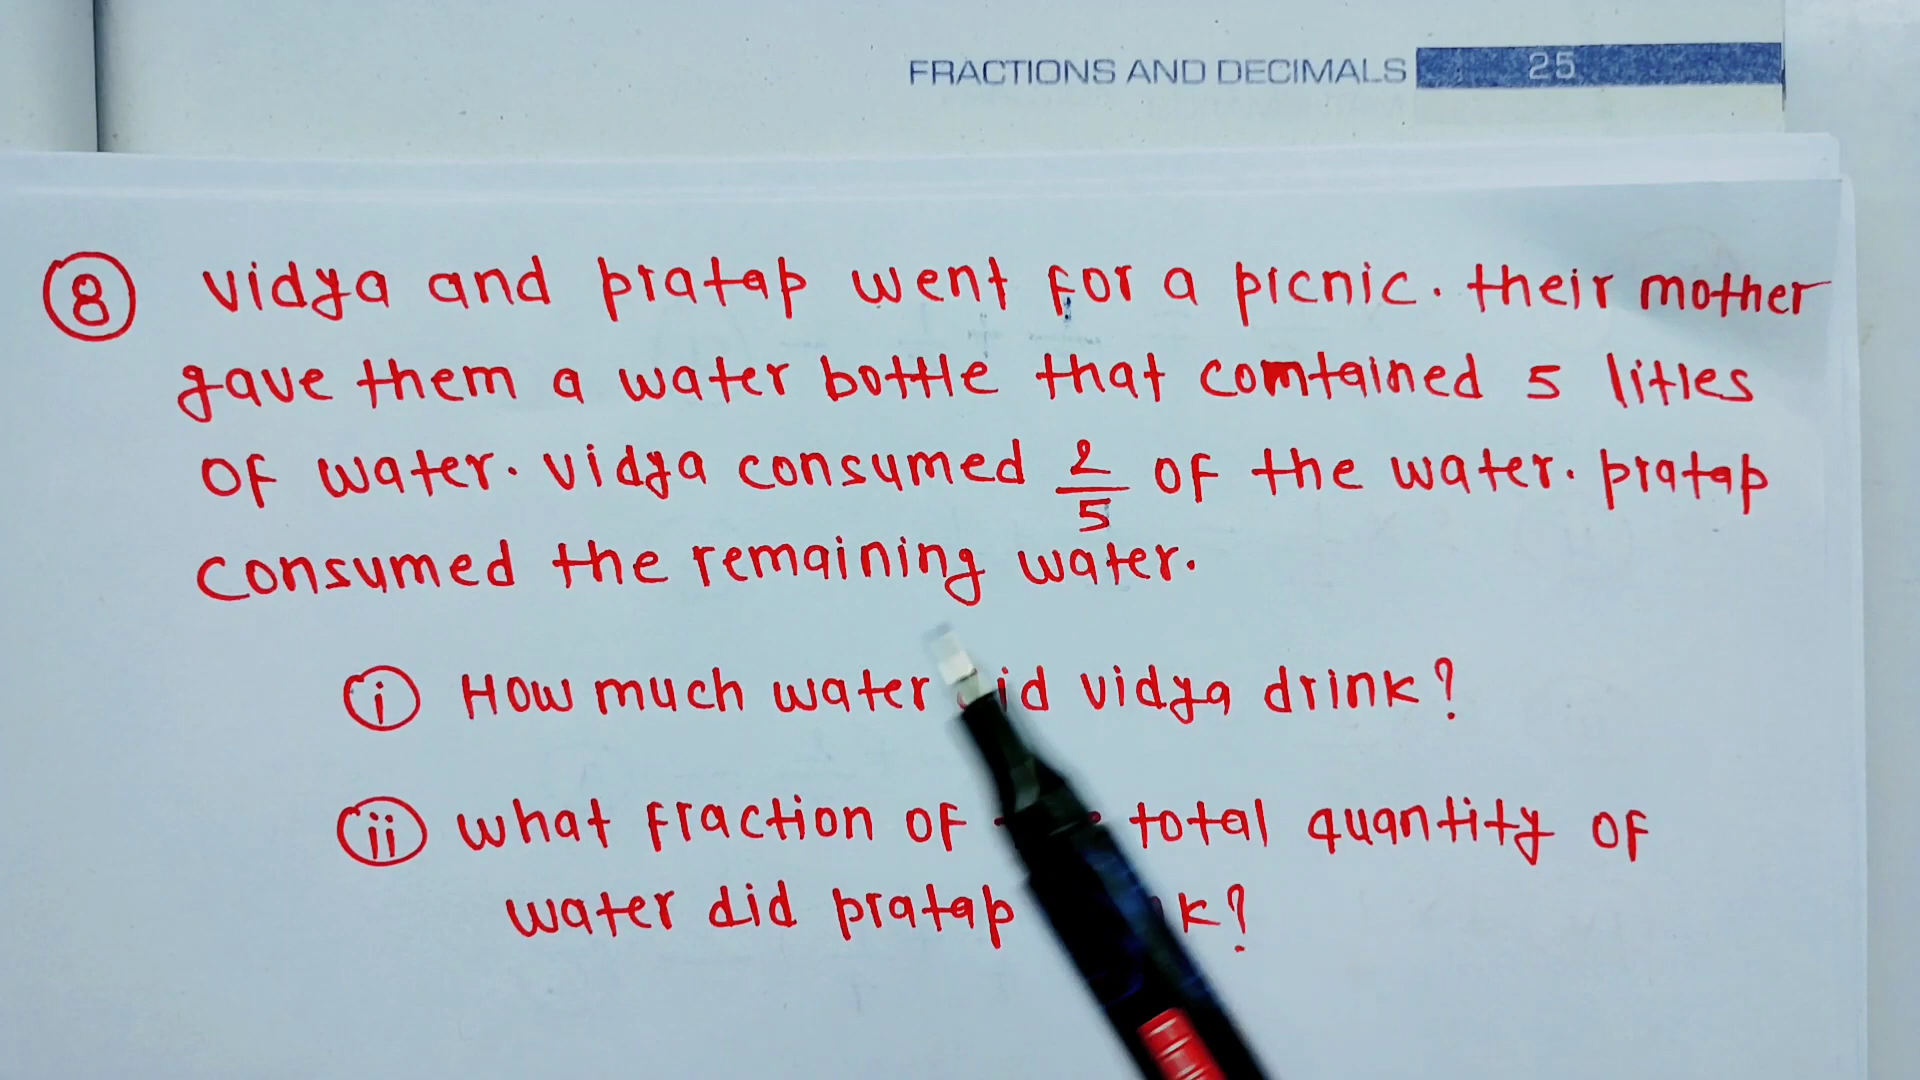 FRACTIONS AND DECIMALS 25
8 vidya and pratap went for a picnic. their mother
gave them a water bottle that comtained 5 litres
of water. vidya consumed 2/5 of the water. pratap
consumed the remaining water.
i How much water did vidya drink?
ii what fraction of total quantity of
water did pratap k?